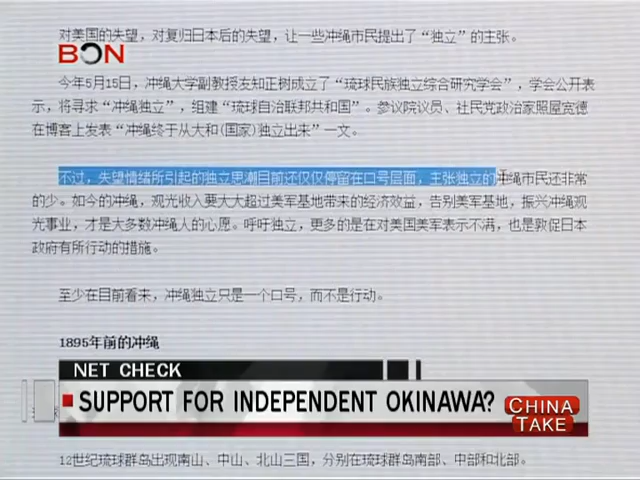 对美国的失望，对复归日本后的失望，让一些冲绳市民提出了“独立”的主张。
BON
今年5月15日，冲绳大学副教授友知正树成立了“琉球民族独立综合研究学会”，学会公开表
示，将寻求“冲绳独立”，组建“琉球自治联邦共和国”。参议院议员、社民党政治家照屋宽德
在博客上发表“冲绳终于从大和(国家)独立出来”一文。
不过，失望情绪所引起的独立思潮目前还仅仅停留在口号层面，主张独立的冲绳市民还非常
的少。如今的冲绳，观光收入要大大超过美军基地带来的经济效益，告别美军基地，振兴冲绳观
光事业，才是大多数冲绳人的心愿。呼吁独立，更多的是在对美国美军表示不满，也是敦促日本
政府有所行动的措施。
至少在目前看来，冲绳独立只是一个口号，而不是行动。
1895年前的冲绳
NET CHECK
SUPPORT FOR INDEPENDENT OKINAWA?
CHINA
TAKE
12世纪琉球群岛出现南山、中山、北山三国，分别在琉球群岛南部、中部和北部。